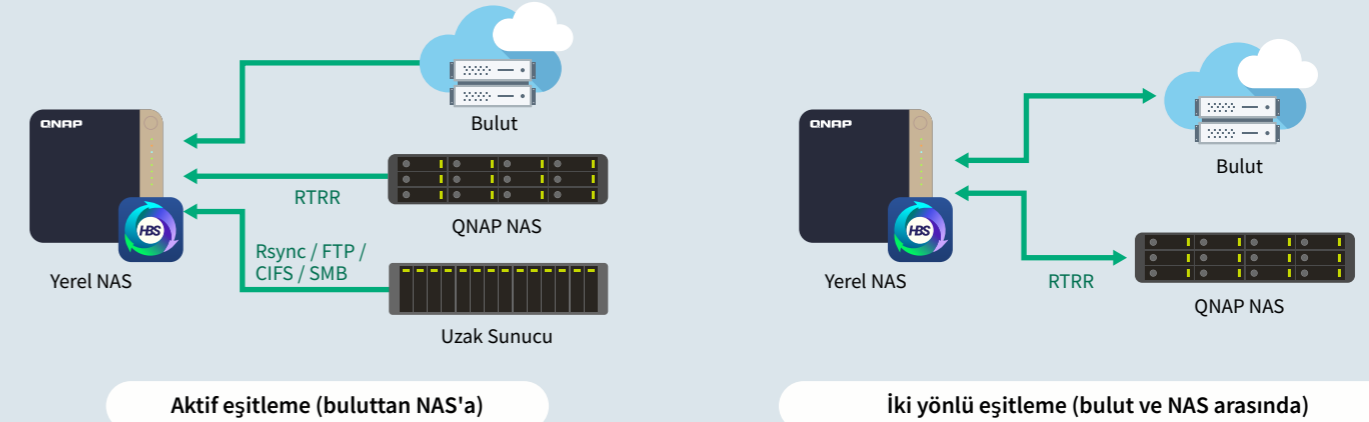 QNAP
HBS
Yerel NAS
Bulut
RTRR
QNAP NAS
Rsync / FTP /
CIFS / SMB
Uzak Sunucu
Aktif eşitleme (buluttan NAS'a)
QNAP
HBS
Yerel NAS
Bulut
RTRR
QNAP NAS
İki yönlü eşitleme (bulut ve NAS arasında)